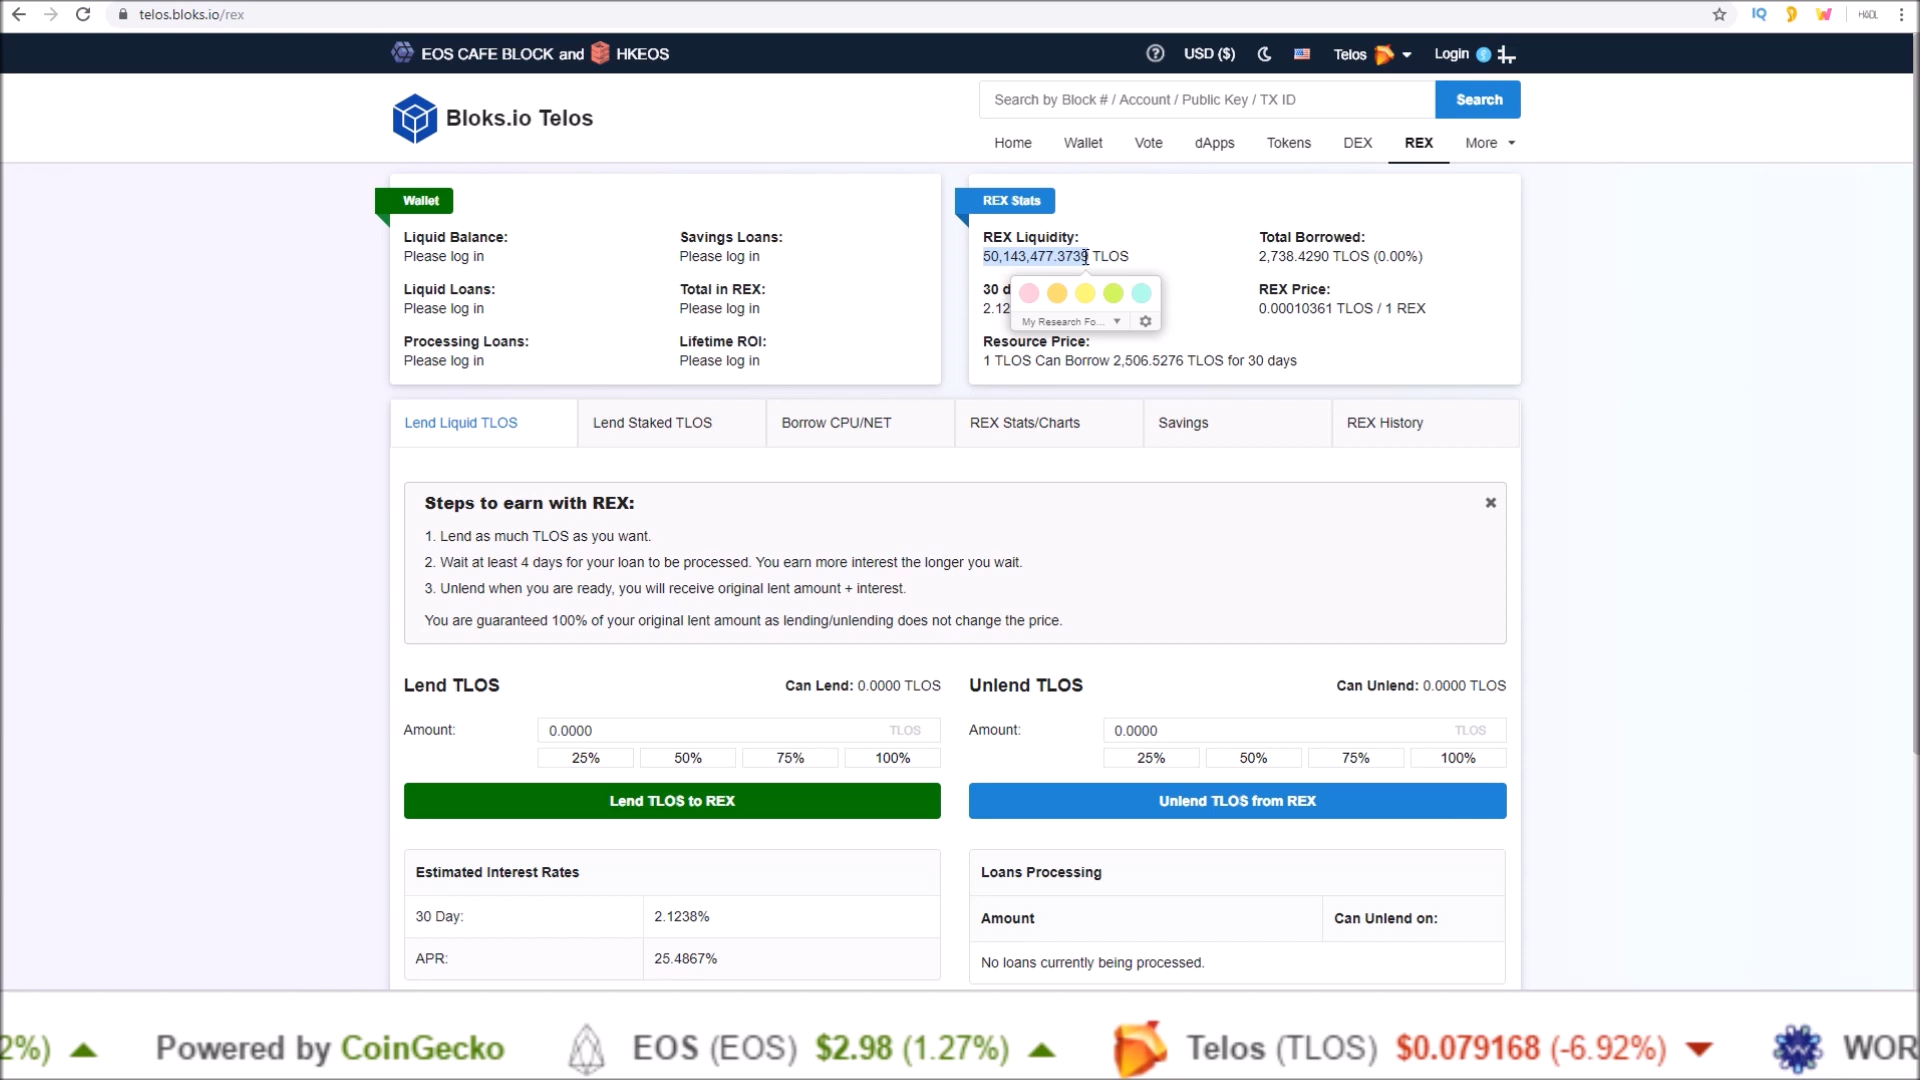 telos.bloks.io/rex
IQ
HODL
EOS CAFE BLOCK and HKEOS
USD ($)
Telos
Login
Bloks.io Telos
Search by Block # / Account / Public Key / TX ID
Search
Home Wallet Vote dApps Tokens DEX REX More
Wallet
Liquid Balance:
Please log in
Savings Loans:
Please log in
Liquid Loans:
Please log in
Total in REX:
Please log in
Processing Loans:
Please log in
Lifetime ROI:
Please log in
REX Stats
REX Liquidity:
50,143,477.3739 TLOS
Total Borrowed:
2,738.4290 TLOS (0.00%)
30 d
2.12
My Research Fo...
REX Price:
0.00010361 TLOS / 1 REX
Resource Price:
1 TLOS Can Borrow 2,506.5276 TLOS for 30 days
Lend Liquid TLOS
Lend Staked TLOS
Borrow CPU/NET
REX Stats/Charts
Savings
REX History
Steps to earn with REX:
1. Lend as much TLOS as you want.
2. Wait at least 4 days for your loan to be processed. You earn more interest the longer you wait.
3. Unlend when you are ready, you will receive original lent amount + interest.
You are guaranteed 100% of your original lent amount as lending/unlending does not change the price.
Lend TLOS
Can Lend: 0.0000 TLOS
Amount:
0.0000 TLOS
25% 50% 75% 100%
Lend TLOS to REX
Unlend TLOS
Can Unlend: 0.0000 TLOS
Amount:
0.0000 TLOS
25% 50% 75% 100%
Unlend TLOS from REX
Estimated Interest Rates
30 Day: 2.1238%
APR: 25.4867%
Loans Processing
Amount Can Unlend on:
No loans currently being processed.
2%) Powered by CoinGecko EOS (EOS) $2.98 (1.27%) Telos (TLOS) $0.079168 (-6.92%) WOR